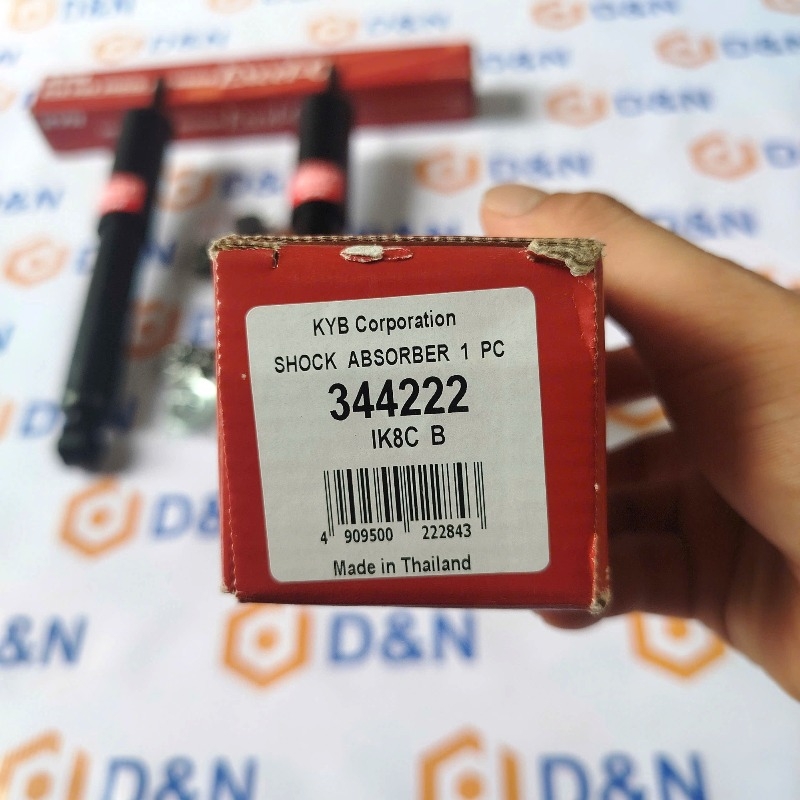 D&N
D&N
D&N
D&N
D&N
D&N
KYB Corporation
SHOCK ABSORBER 1 PC
344222
IK8C B
4 909500 222843
Made in Thailand
D&N
D&N
D&N
D&N